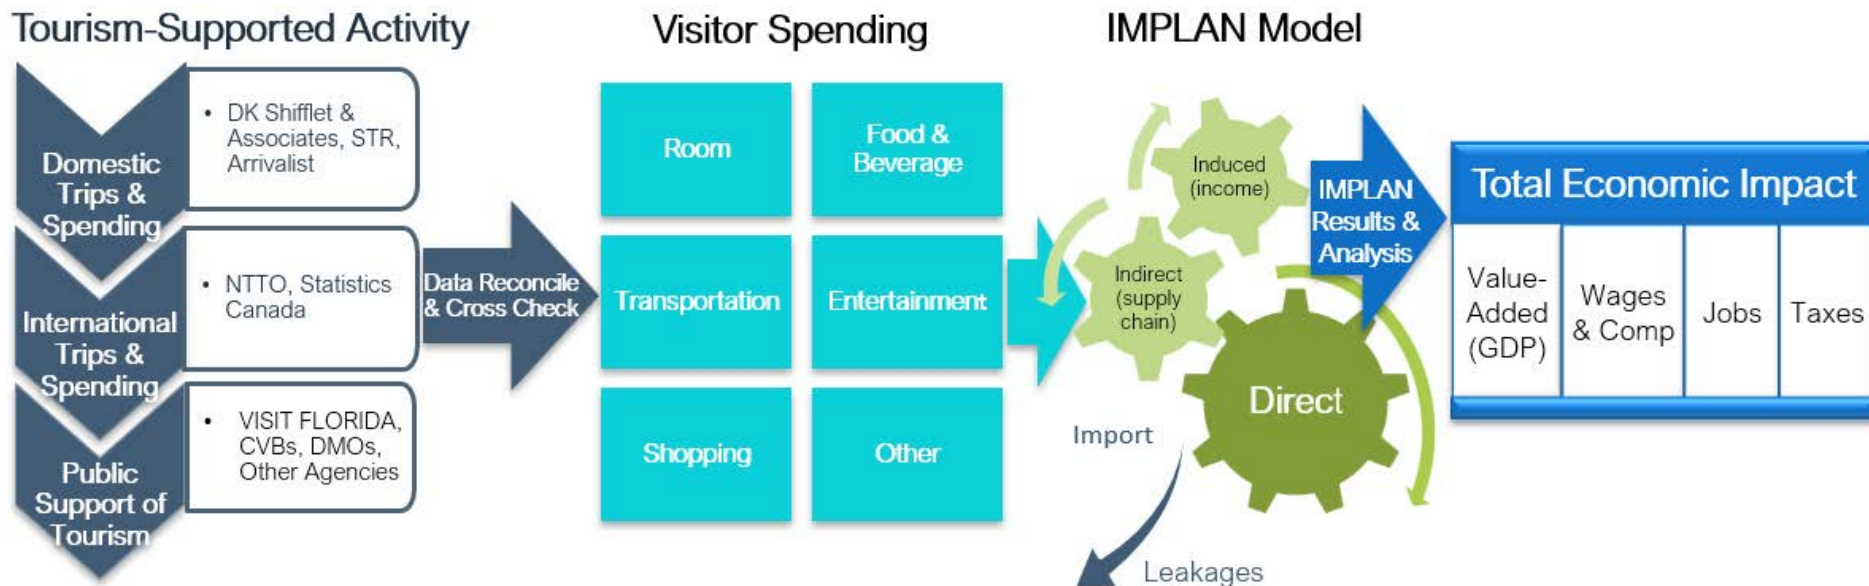 Tourism-Supported Activity
Domestic
Trips &
Spending
• DK Shifflet &
Associates, STR,
Arrivalist
International
Trips &
Spending
• NTTO, Statistics
Canada
Public
Support of
Tourism
• VISIT FLORIDA,
CVBs, DMOs,
Other Agencies
Data Reconcile
& Cross Check
Visitor Spending
Room
Food &
Beverage
Transportation
Entertainment
Shopping
Other
IMPLAN Model
Induced
(income)
Indirect
(supply
chain)
Direct
Import
Leakages
IMPLAN
Results &
Analysis
Total Economic Impact
Value-
Added
(GDP)
Wages
& Comp
Jobs
Taxes